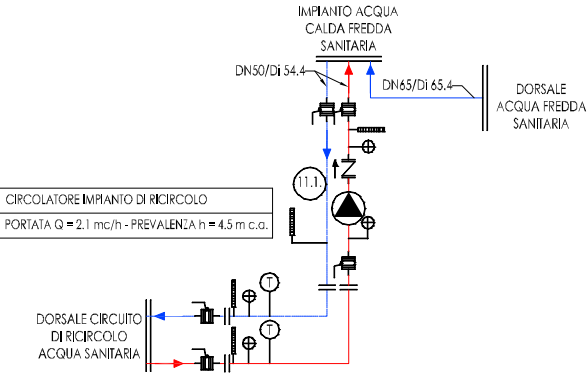 IMPIANTO ACQUA
CALDA FREDDA
SANITARIA
DN50/Di 54.4
DN65/Di 65.4
DORSALE
ACQUA FREDDA
SANITARIA
11.1.
CIRCOLATORE IMPIANTO DI RICIRCOLO
PORTATA Q = 2.1 mc/h - PREVALENZA h = 4.5 m c.a.
T
DORSALE CIRCUITO
DI RICIRCOLO
ACQUA SANITARIA
T